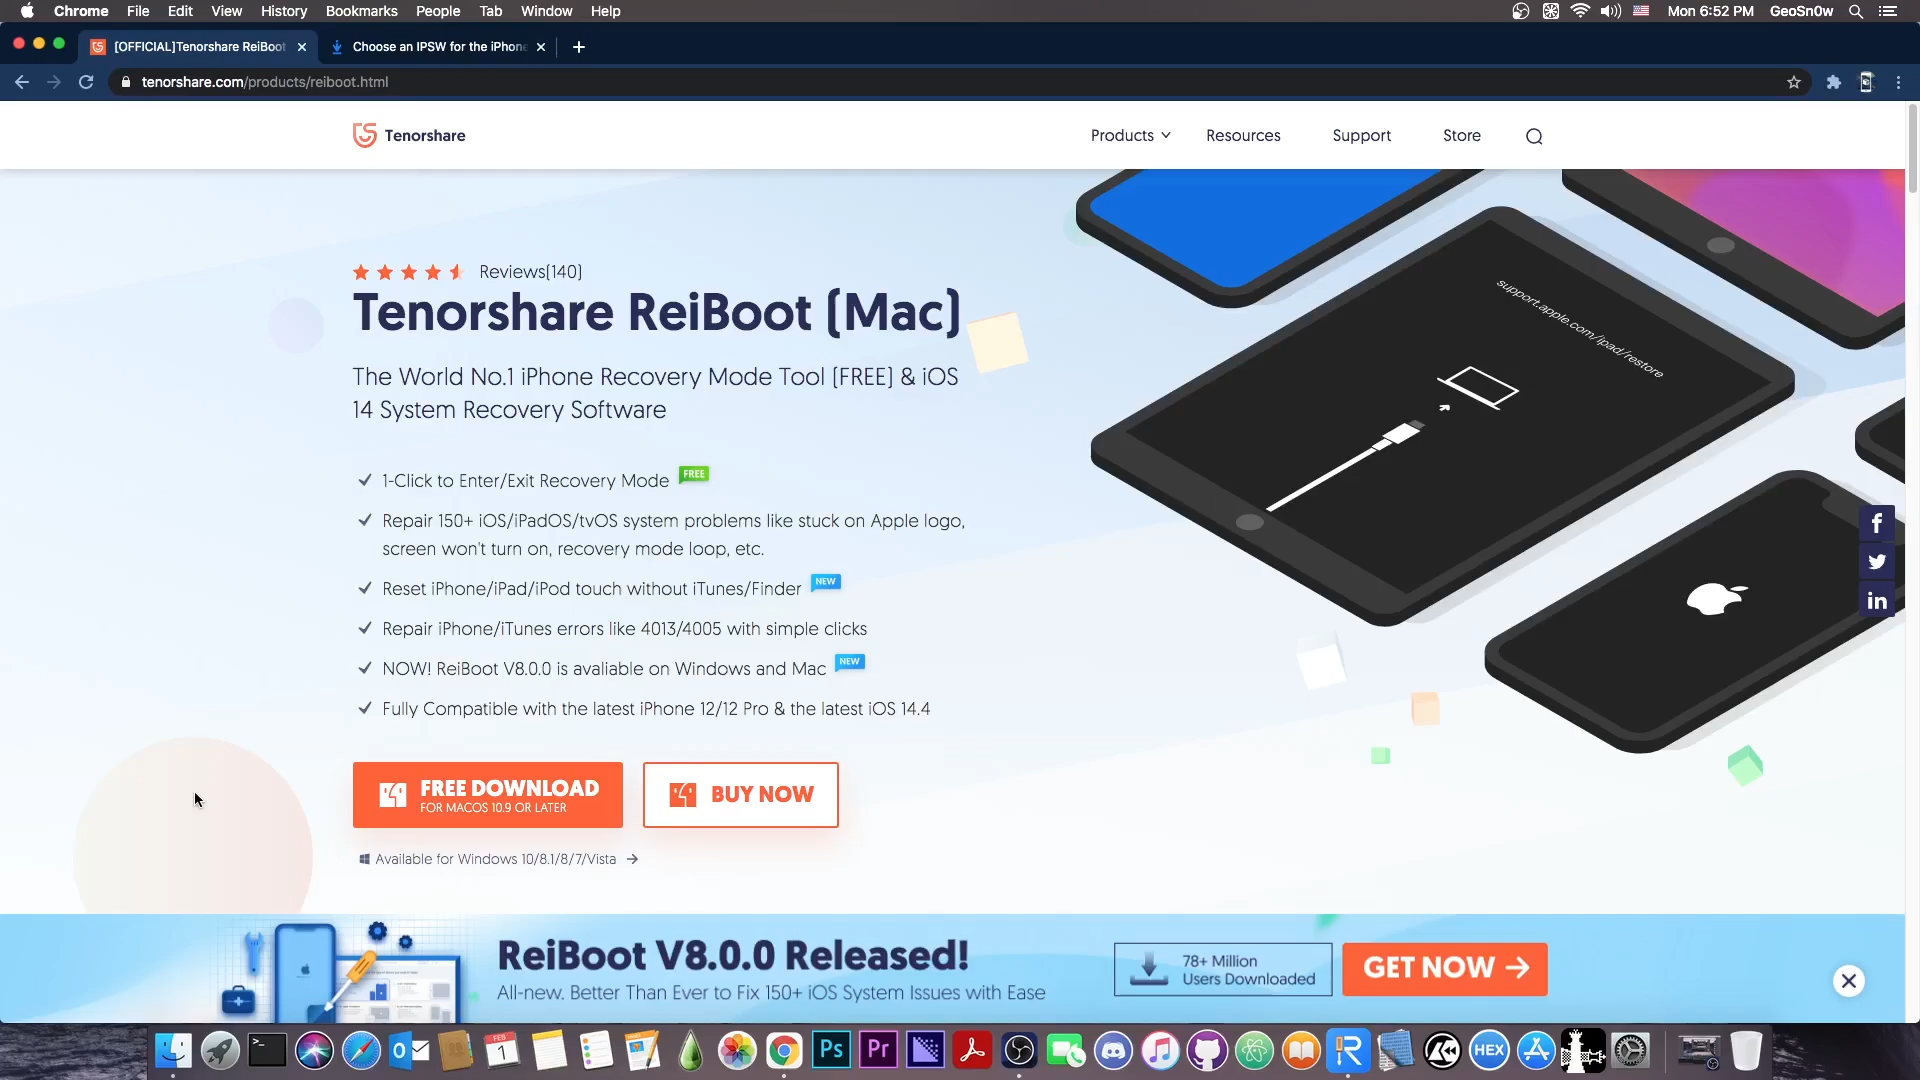 Chrome File Edit View History Bookmarks People Tab Window Help
Mon 6:52 PM GeoSn0w
[OFFICIAL]Tenorshare ReiBoot
Choose an IPSW for the iPhone
tenorshare.com/products/reiboot.html
Tenorshare
Products Resources Support Store
Reviews(140)
Tenorshare ReiBoot (Mac)
The World No.1 iPhone Recovery Mode Tool (FREE) & iOS
14 System Recovery Software
1-Click to Enter/Exit Recovery Mode FREE
Repair 150+ iOS/iPadOS/tvOS system problems like stuck on Apple logo,
screen won't turn on, recovery mode loop, etc.
Reset iPhone/iPad/iPod touch without iTunes/Finder NEW
Repair iPhone/iTunes errors like 4013/4005 with simple clicks
NOW! ReiBoot V8.0.0 is avaliable on Windows and Mac NEW
Fully Compatible with the latest iPhone 12/12 Pro & the latest iOS 14.4
FREE DOWNLOAD
FOR MACOS 10.9 OR LATER
BUY NOW
Available for Windows 10/8.1/8/7/Vista
support.apple.com/ipad/restore
f
in
ReiBoot V8.0.0 Released!
All-new. Better Than Ever to Fix 150+ iOS System Issues with Ease
78+ Million
Users Downloaded
GET NOW
FEB
1
Ps
Pr
HEX